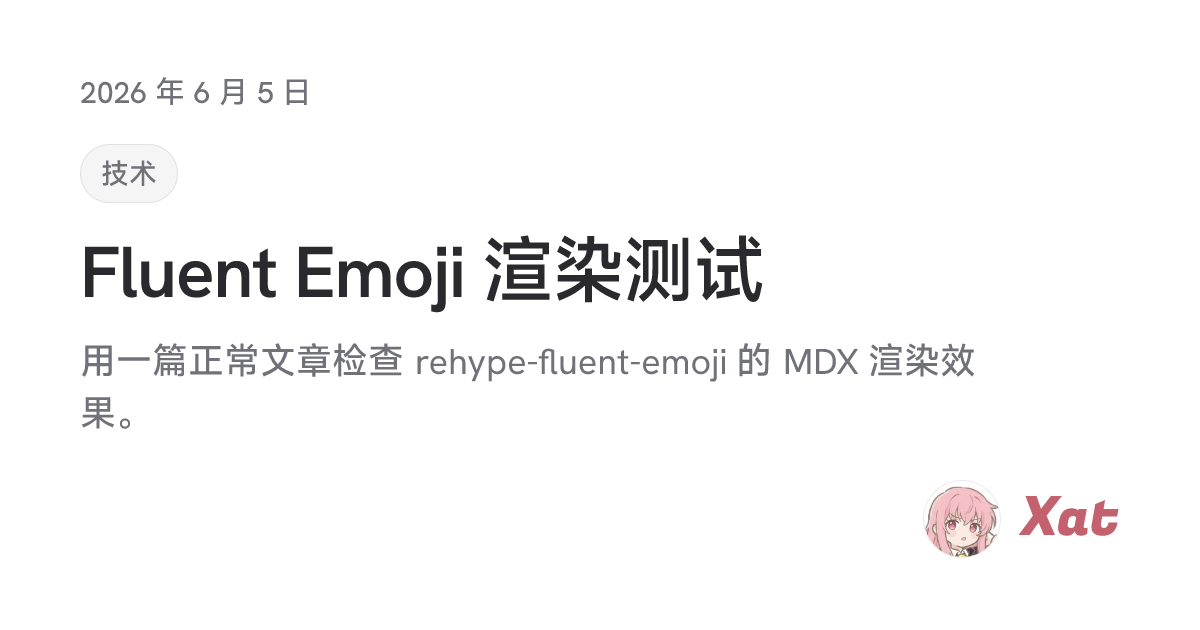 2026 年 6 月 5 日
技术
Fluent Emoji 渲染测试
用一篇正常文章检查 rehype-fluent-emoji 的 MDX 渲染效
果。
Xat